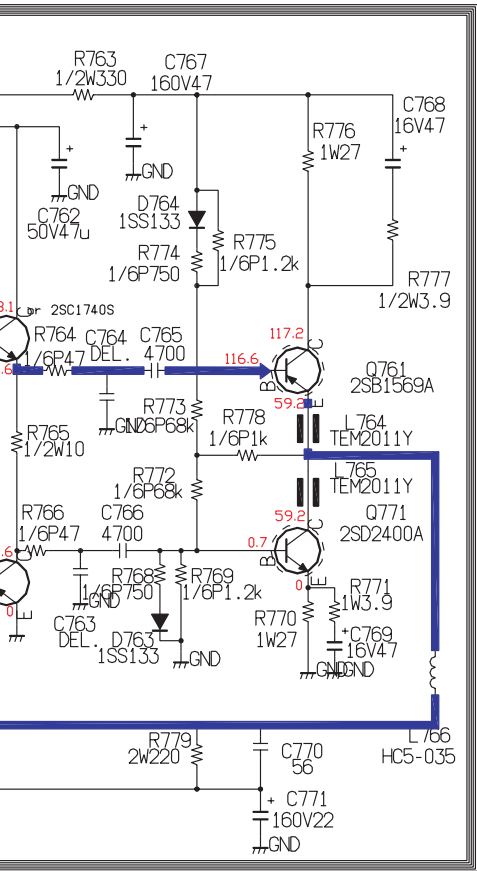 R763
1/2W330
C767
160V47
+
GND
+
GND
C762
50V47u
D764
1SS133
R774
1/6P750
R775
1/6P1.2k
R776
1W27
C768
16V47
+
R777
1/2W3.9
or 2SC1740S
R764
1/6P47
C764
DEL.
C765
4700
117.2
116.6
B
C
E
59.2
Q761
2SB1569A
GND
R773
1/6P68k
R778
1/6P1k
L764
TEM2011Y
R765
1/2W10
R772
1/6P68k
L765
TEM2011Y
R766
1/6P47
C766
4700
59.2
0.7
B
C
E
0
Q771
2SD2400A
R768
1/6P750
R769
1/6P1.2k
GND
C763
DEL.
D763
1SS133
GND
0
E
R770
1W27
R771
1W3.9
+
C769
16V47
GND
GND
L766
HC5-035
R779
2W220
C770
56
+
C771
160V22
GND